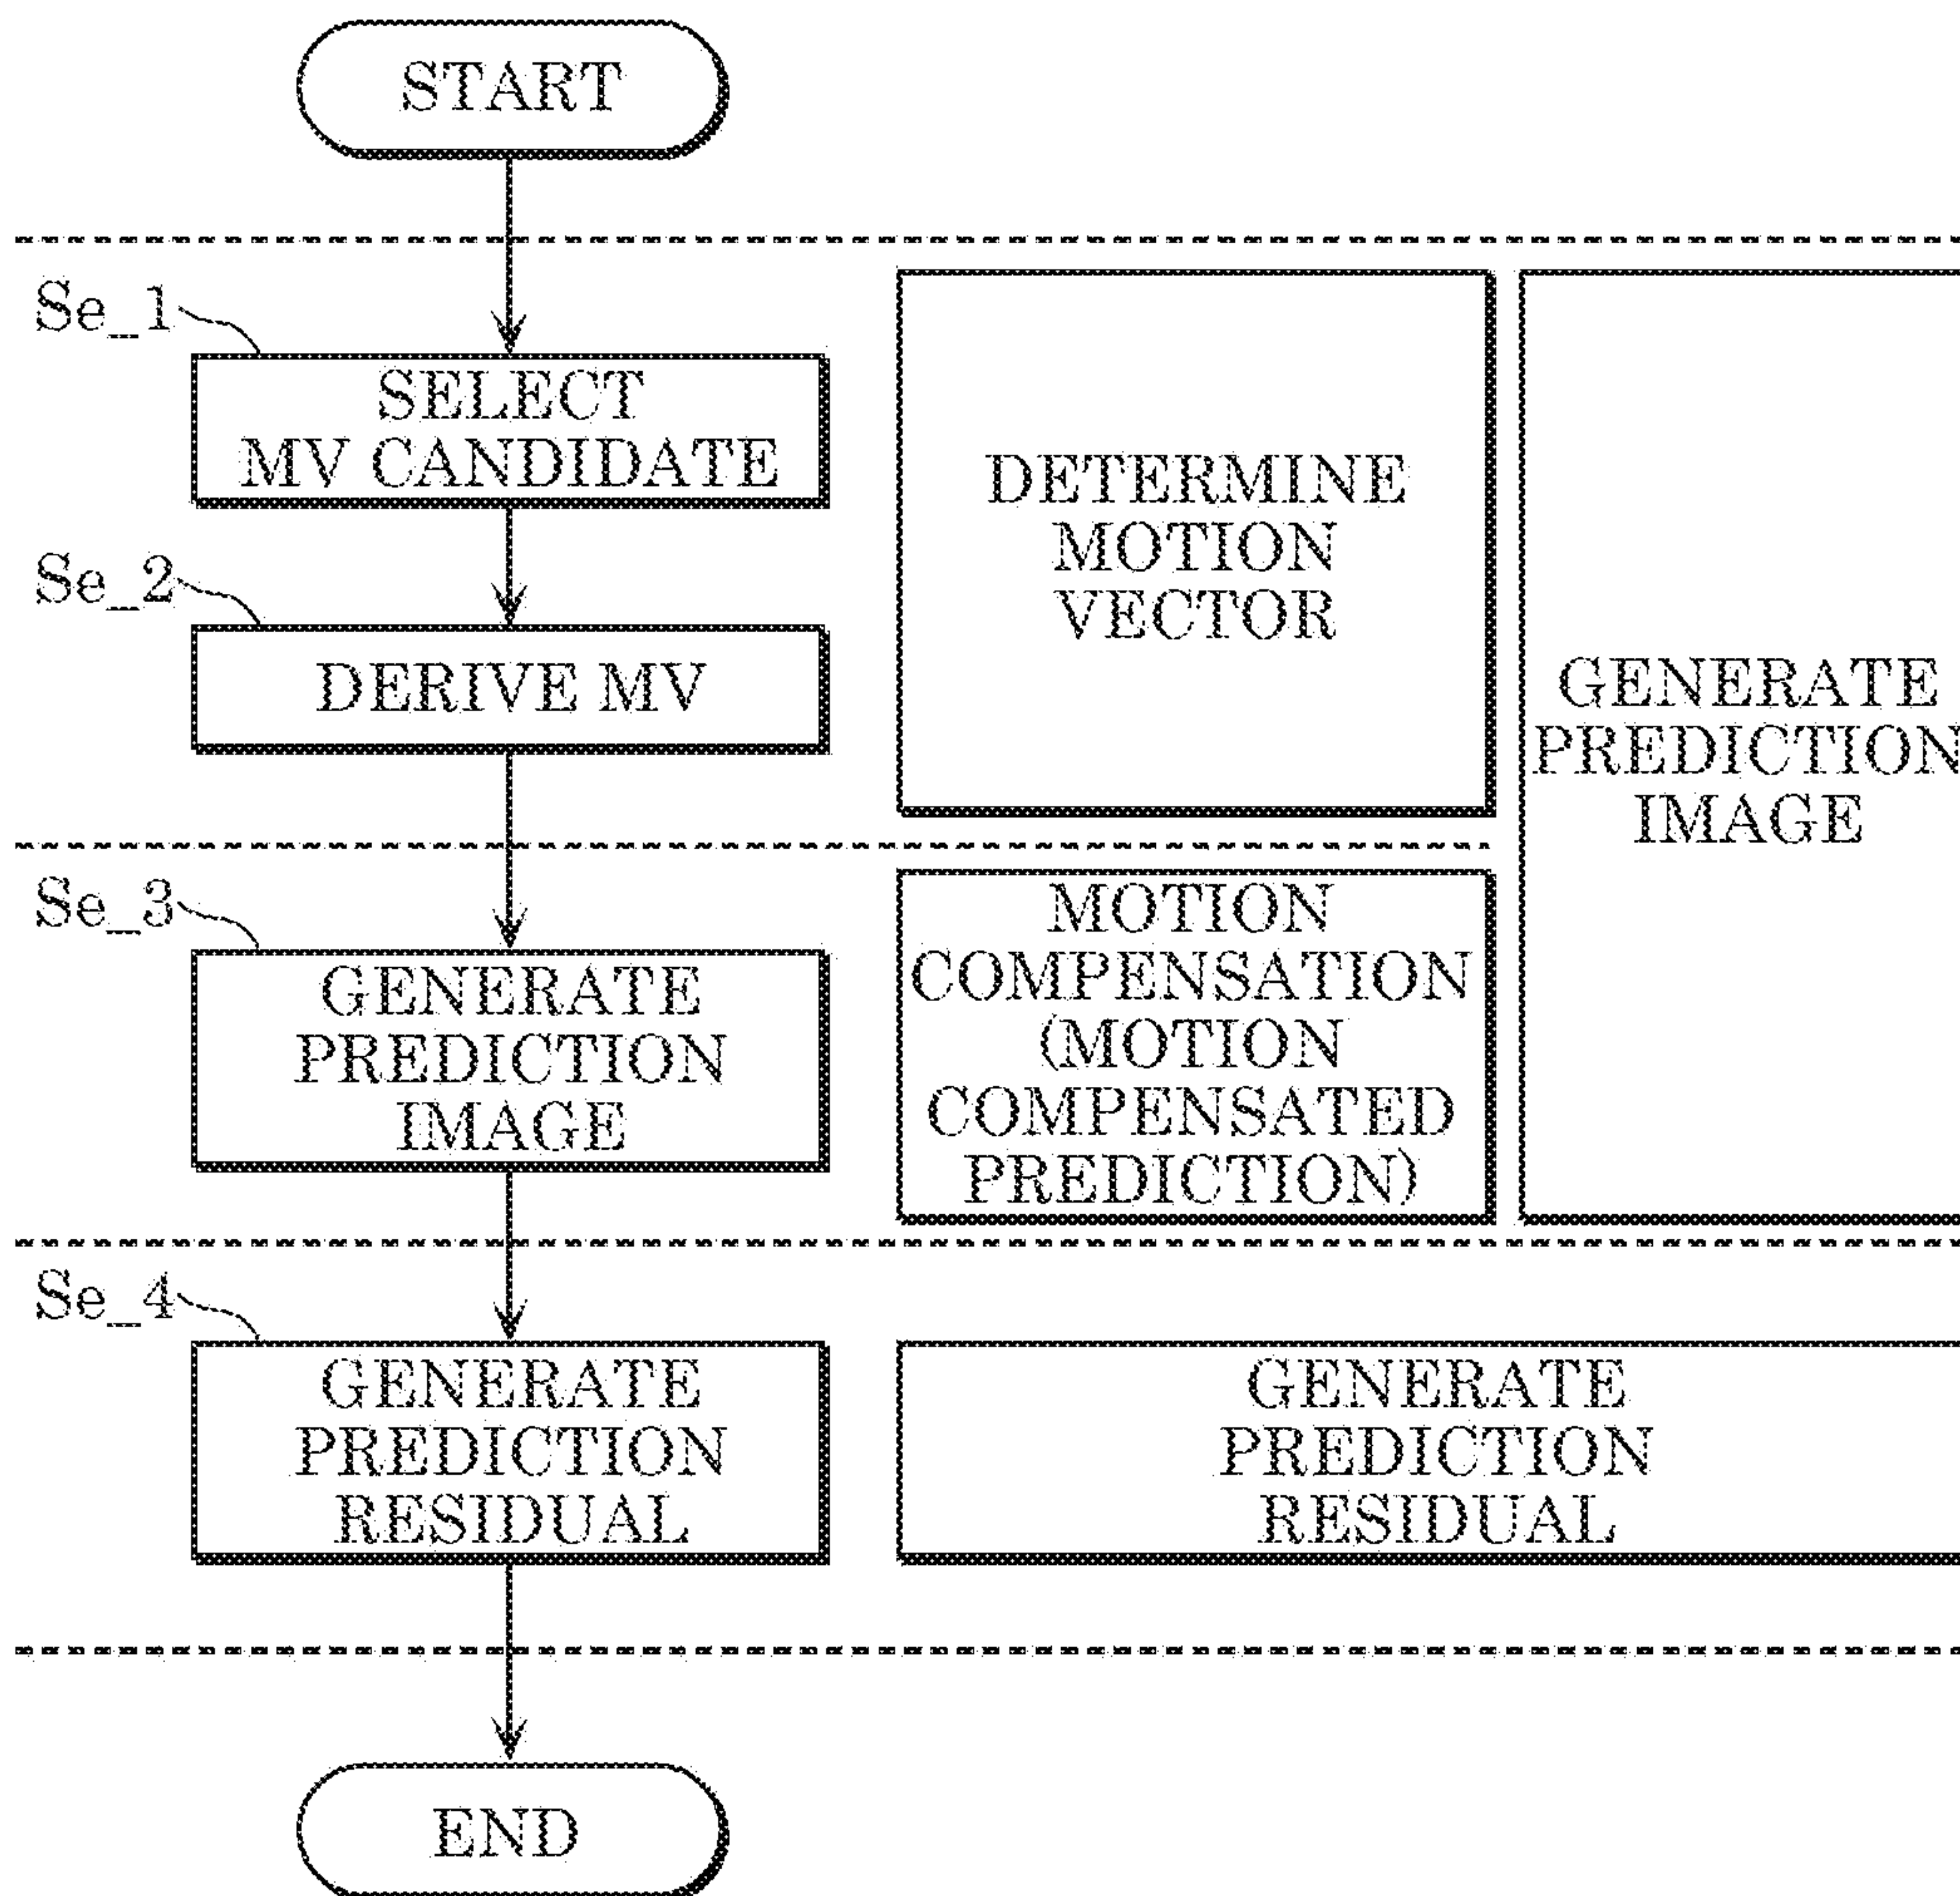 START
Se_1
SELECT
MV CANDIDATE
Se_2
DERIVE MV
DETERMINE
MOTION
VECTOR
GENERATE
PREDICTION
IMAGE
Se_3
GENERATE
PREDICTION
IMAGE
MOTION
COMPENSATION
(MOTION
COMPENSATED
PREDICTION)
Se_4
GENERATE
PREDICTION
RESIDUAL
GENERATE
PREDICTION
RESIDUAL
END